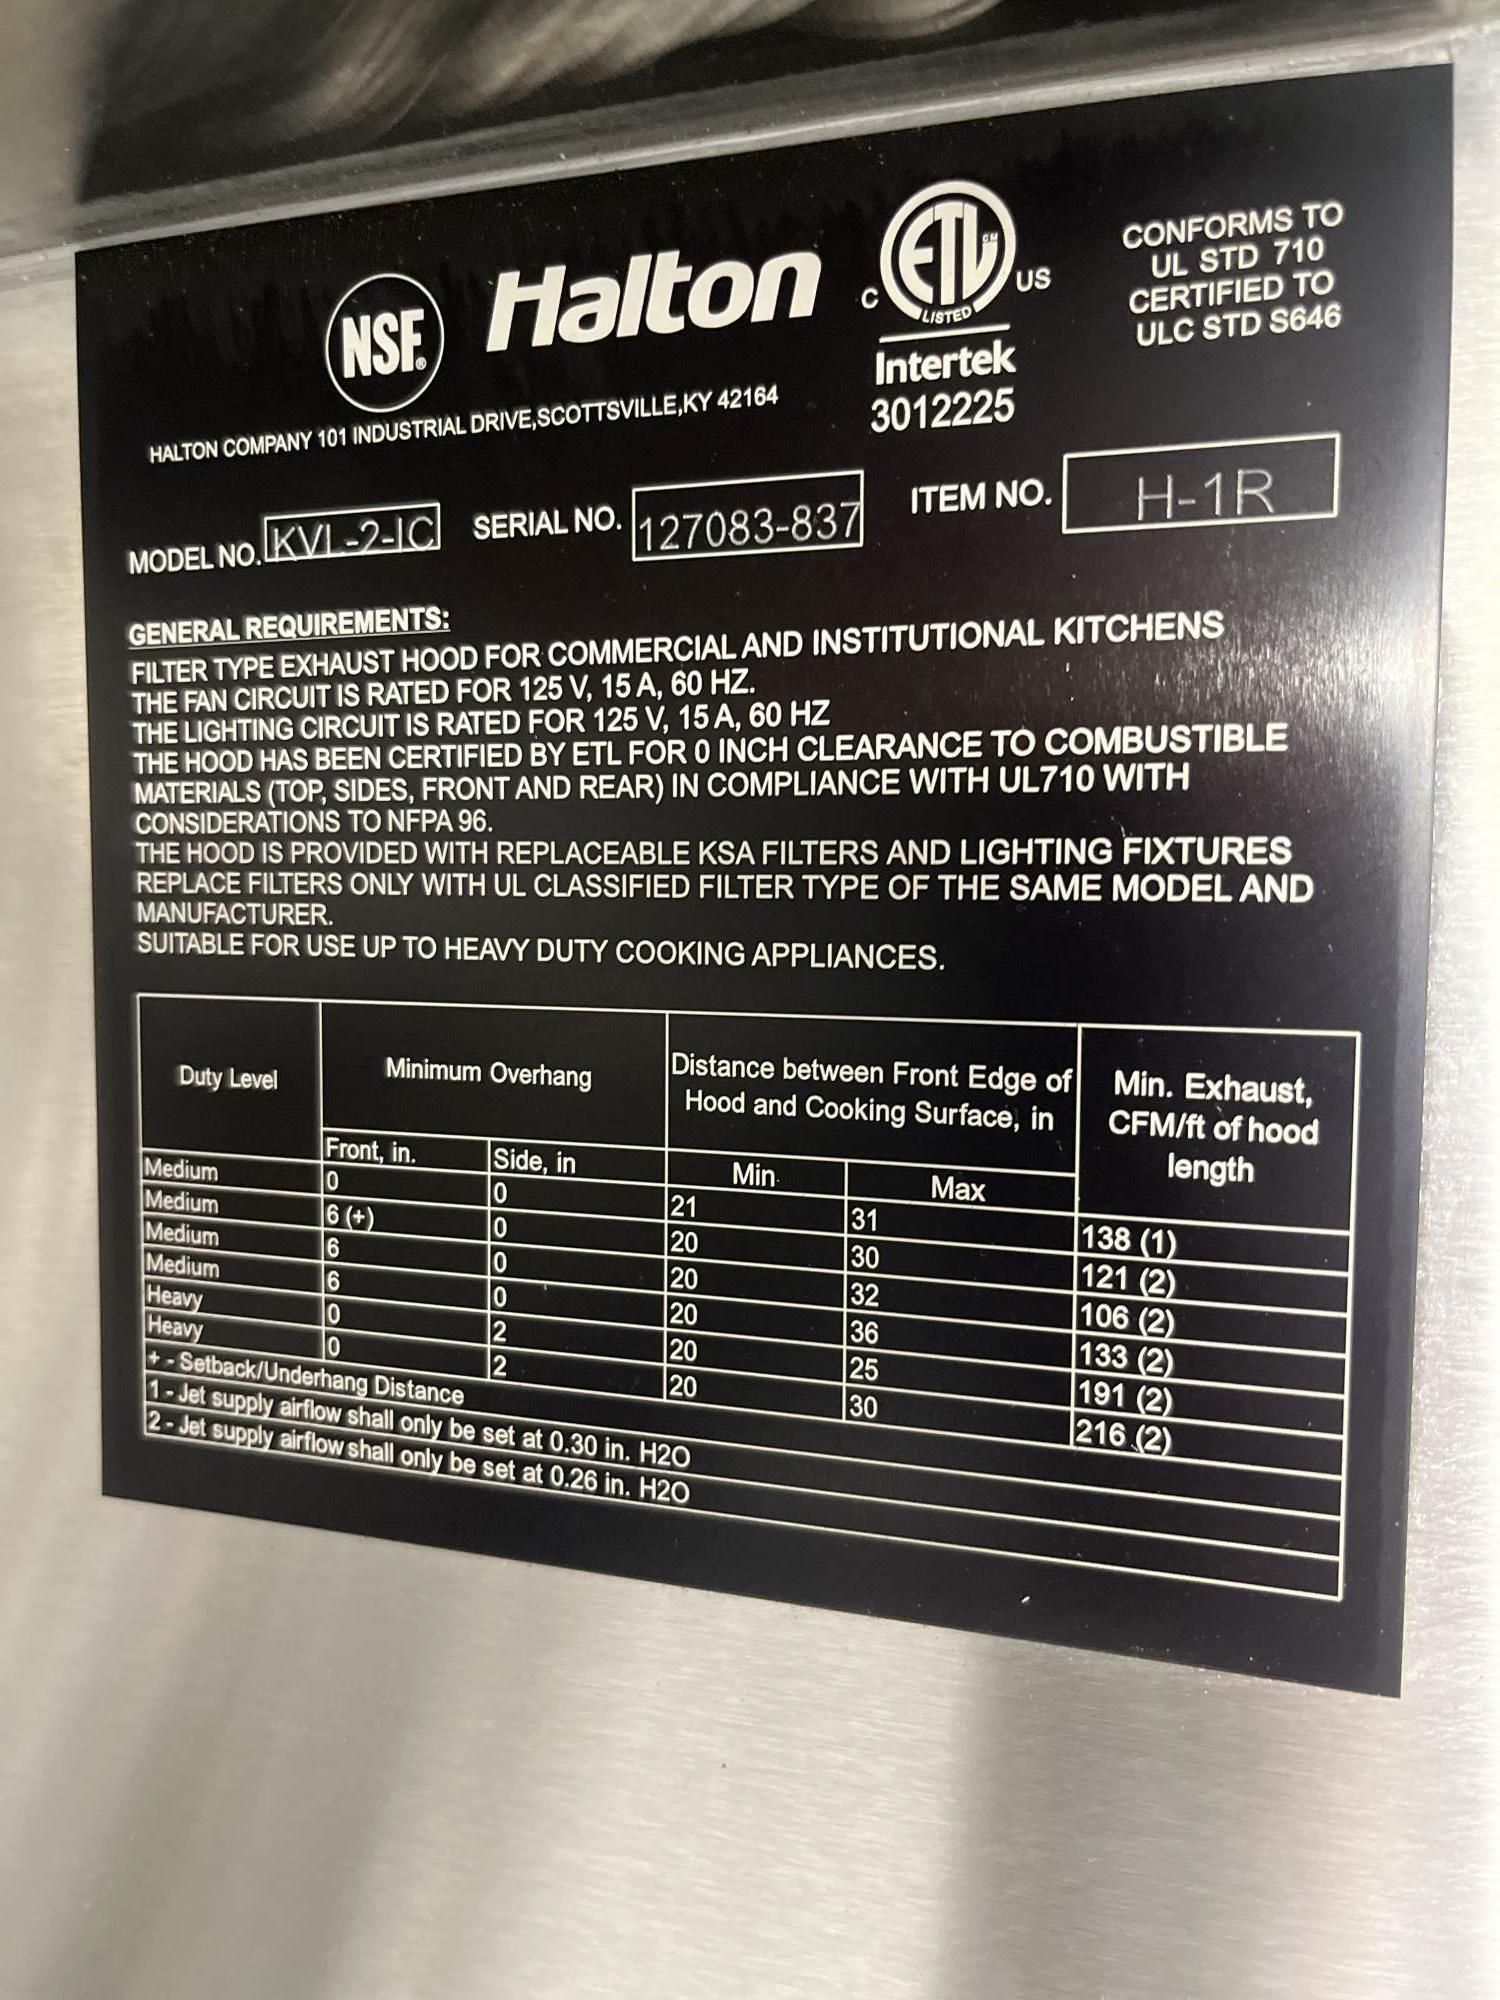 NSF®
Halton
C ETL CM US
LISTED
Intertek
3012225
CONFORMS TO
UL STD 710
CERTIFIED TO
ULC STD S646
HALTON COMPANY 101 INDUSTRIAL DRIVE,SCOTTSVILLE,KY 42164
MODEL NO. KVL-2-IC SERIAL NO. 127083-837 ITEM NO. H-1R
GENERAL REQUIREMENTS:
FILTER TYPE EXHAUST HOOD FOR COMMERCIAL AND INSTITUTIONAL KITCHENS
THE FAN CIRCUIT IS RATED FOR 125 V, 15 A, 60 HZ.
THE LIGHTING CIRCUIT IS RATED FOR 125 V, 15 A, 60 HZ
THE HOOD HAS BEEN CERTIFIED BY ETL FOR 0 INCH CLEARANCE TO COMBUSTIBLE
MATERIALS (TOP, SIDES, FRONT AND REAR) IN COMPLIANCE WITH UL710 WITH
CONSIDERATIONS TO NFPA 96.
THE HOOD IS PROVIDED WITH REPLACEABLE KSA FILTERS AND LIGHTING FIXTURES
REPLACE FILTERS ONLY WITH UL CLASSIFIED FILTER TYPE OF THE SAME MODEL AND
MANUFACTURER.
SUITABLE FOR USE UP TO HEAVY DUTY COOKING APPLIANCES.
Duty Level
Minimum Overhang
Distance between Front Edge of
Hood and Cooking Surface, in
Min. Exhaust,
CFM/ft of hood
length
Front, in. Side, in Min Max
Medium 0 0 21 31 138 (1)
Medium 6 (+) 0 20 30 121 (2)
Medium 6 0 20 32 106 (2)
Medium 6 0 20 36 133 (2)
Heavy 0 2 20 25 191 (2)
Heavy 0 2 20 30 216 (2)
+ - Setback/Underhang Distance
1 - Jet supply airflow shall only be set at 0.30 in. H2O
2 - Jet supply airflow shall only be set at 0.26 in. H2O